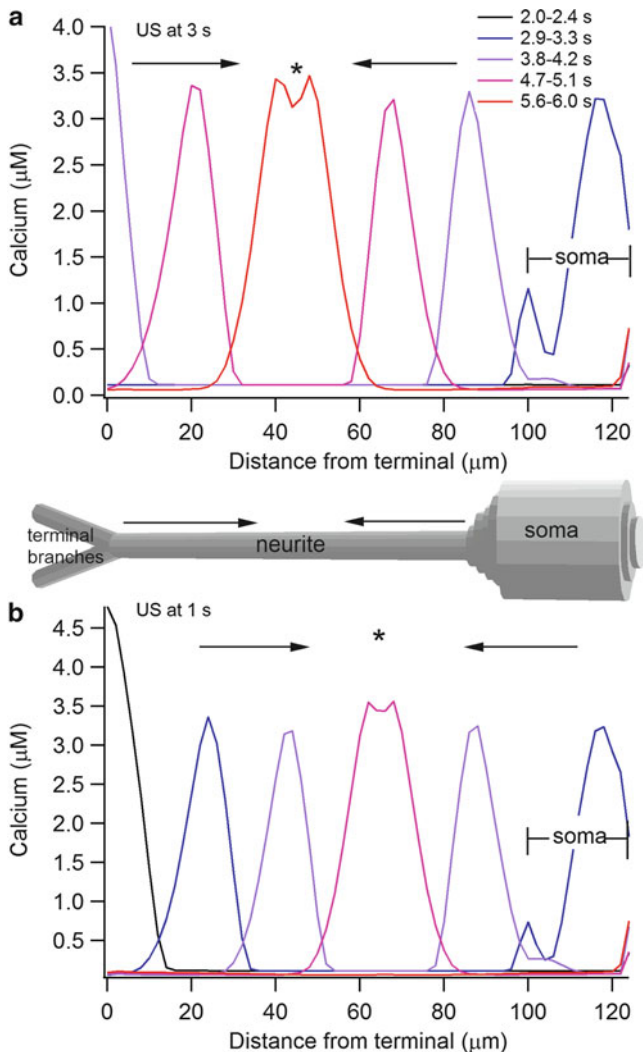 a
US at 3 s
*
2.0-2.4 s
2.9-3.3 s
3.8-4.2 s
4.7-5.1 s
5.6-6.0 s
4.0
3.5
3.0
2.5
2.0
1.5
1.0
0.5
0.0
Calcium (µM)
soma
0 20 40 60 80 100 120
Distance from terminal (µm)
terminal
branches
neurite
soma
b
US at 1 s
*
4.5
4.0
3.5
3.0
2.5
2.0
1.5
1.0
0.5
Calcium (µM)
soma
0 20 40 60 80 100 120
Distance from terminal (µm)